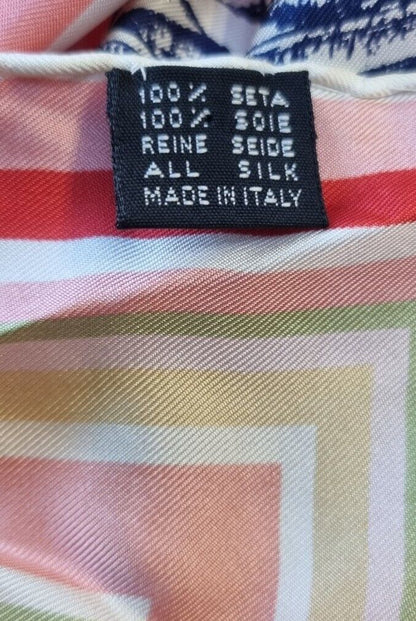 100% SETA
100% SOIE
REINE SEIDE
ALL SILK
MADE IN ITALY